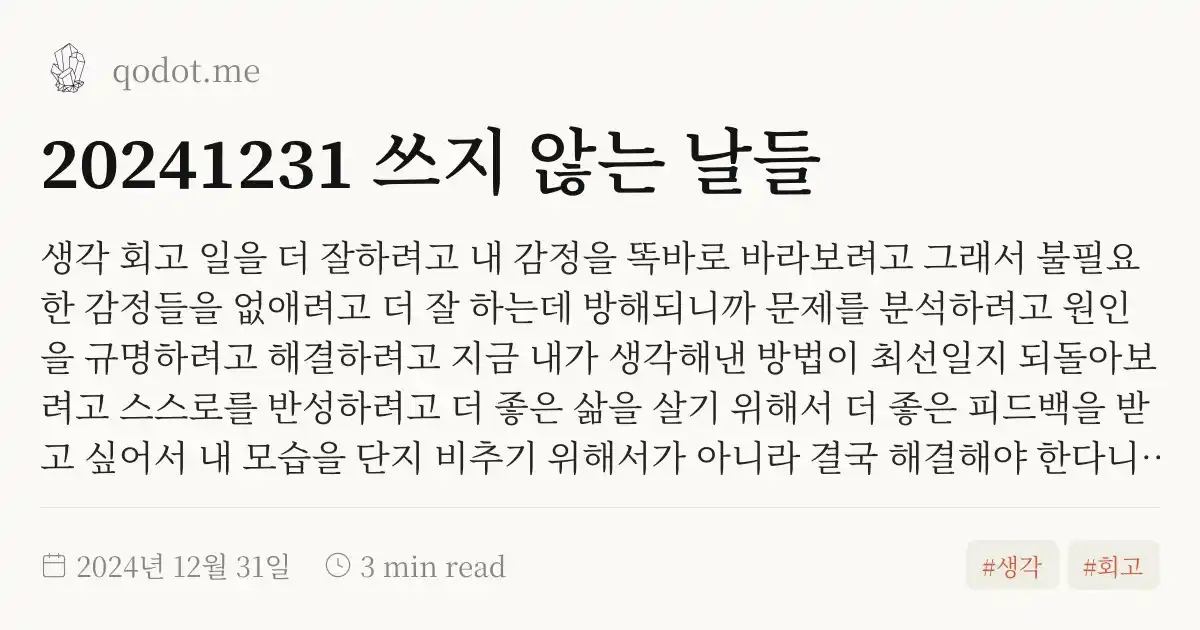 qodot.me
20241231 쓰지 않는 날들
생각 회고 일을 더 잘하려고 내 감정을 똑바로 바라보려고 그래서 불필요
한 감정들을 없애려고 더 잘 하는데 방해되니까 문제를 분석하려고 원인
을 규명하려고 해결하려고 지금 내가 생각해낸 방법이 최선일지 되돌아보
려고 스스로를 반성하려고 더 좋은 삶을 살기 위해서 더 좋은 피드백을 받
고 싶어서 내 모습을 단지 비추기 위해서가 아니라 결국 해결해야 한다니··
2024년 12월 31일 3 min read
#생각 #회고